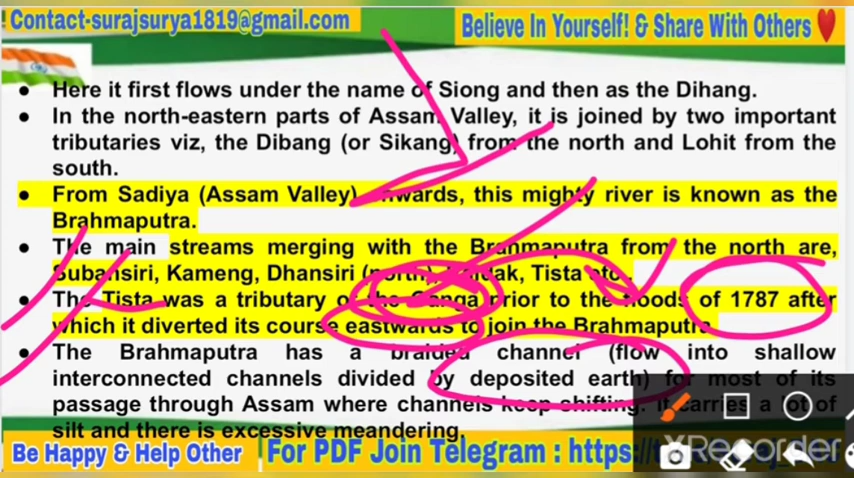 ! Contact-surajsurya1819@gmail.com
Believe In Yourself! & Share With Others
● Here it first flows under the name of Siong and then as the Dihang.
● In the north-eastern parts of Assam Valley, it is joined by two important
tributaries viz, the Dibang (or Sikang) from the north and Lohit from the
south.
● From Sadiya (Assam Valley) onwards, this mighty river is known as the
Brahmaputra.
● The main streams merging with the Brahmaputra from the north are,
Subansiri, Kameng, Dhansiri (north), Tista etc.
● The Tista was a tributary of the Ganga prior to the floods of 1787 after
which it diverted its course eastwards to join the Brahmaputra.
● The Brahmaputra has a braided channel (flow into shallow
interconnected channels divided by deposited earth) for most of its
passage through Assam where channels keep shifting. It carries a lot of
silt and there is excessive meandering.
Be Happy & Help Other
For PDF Join Telegram : https:
XRecorder